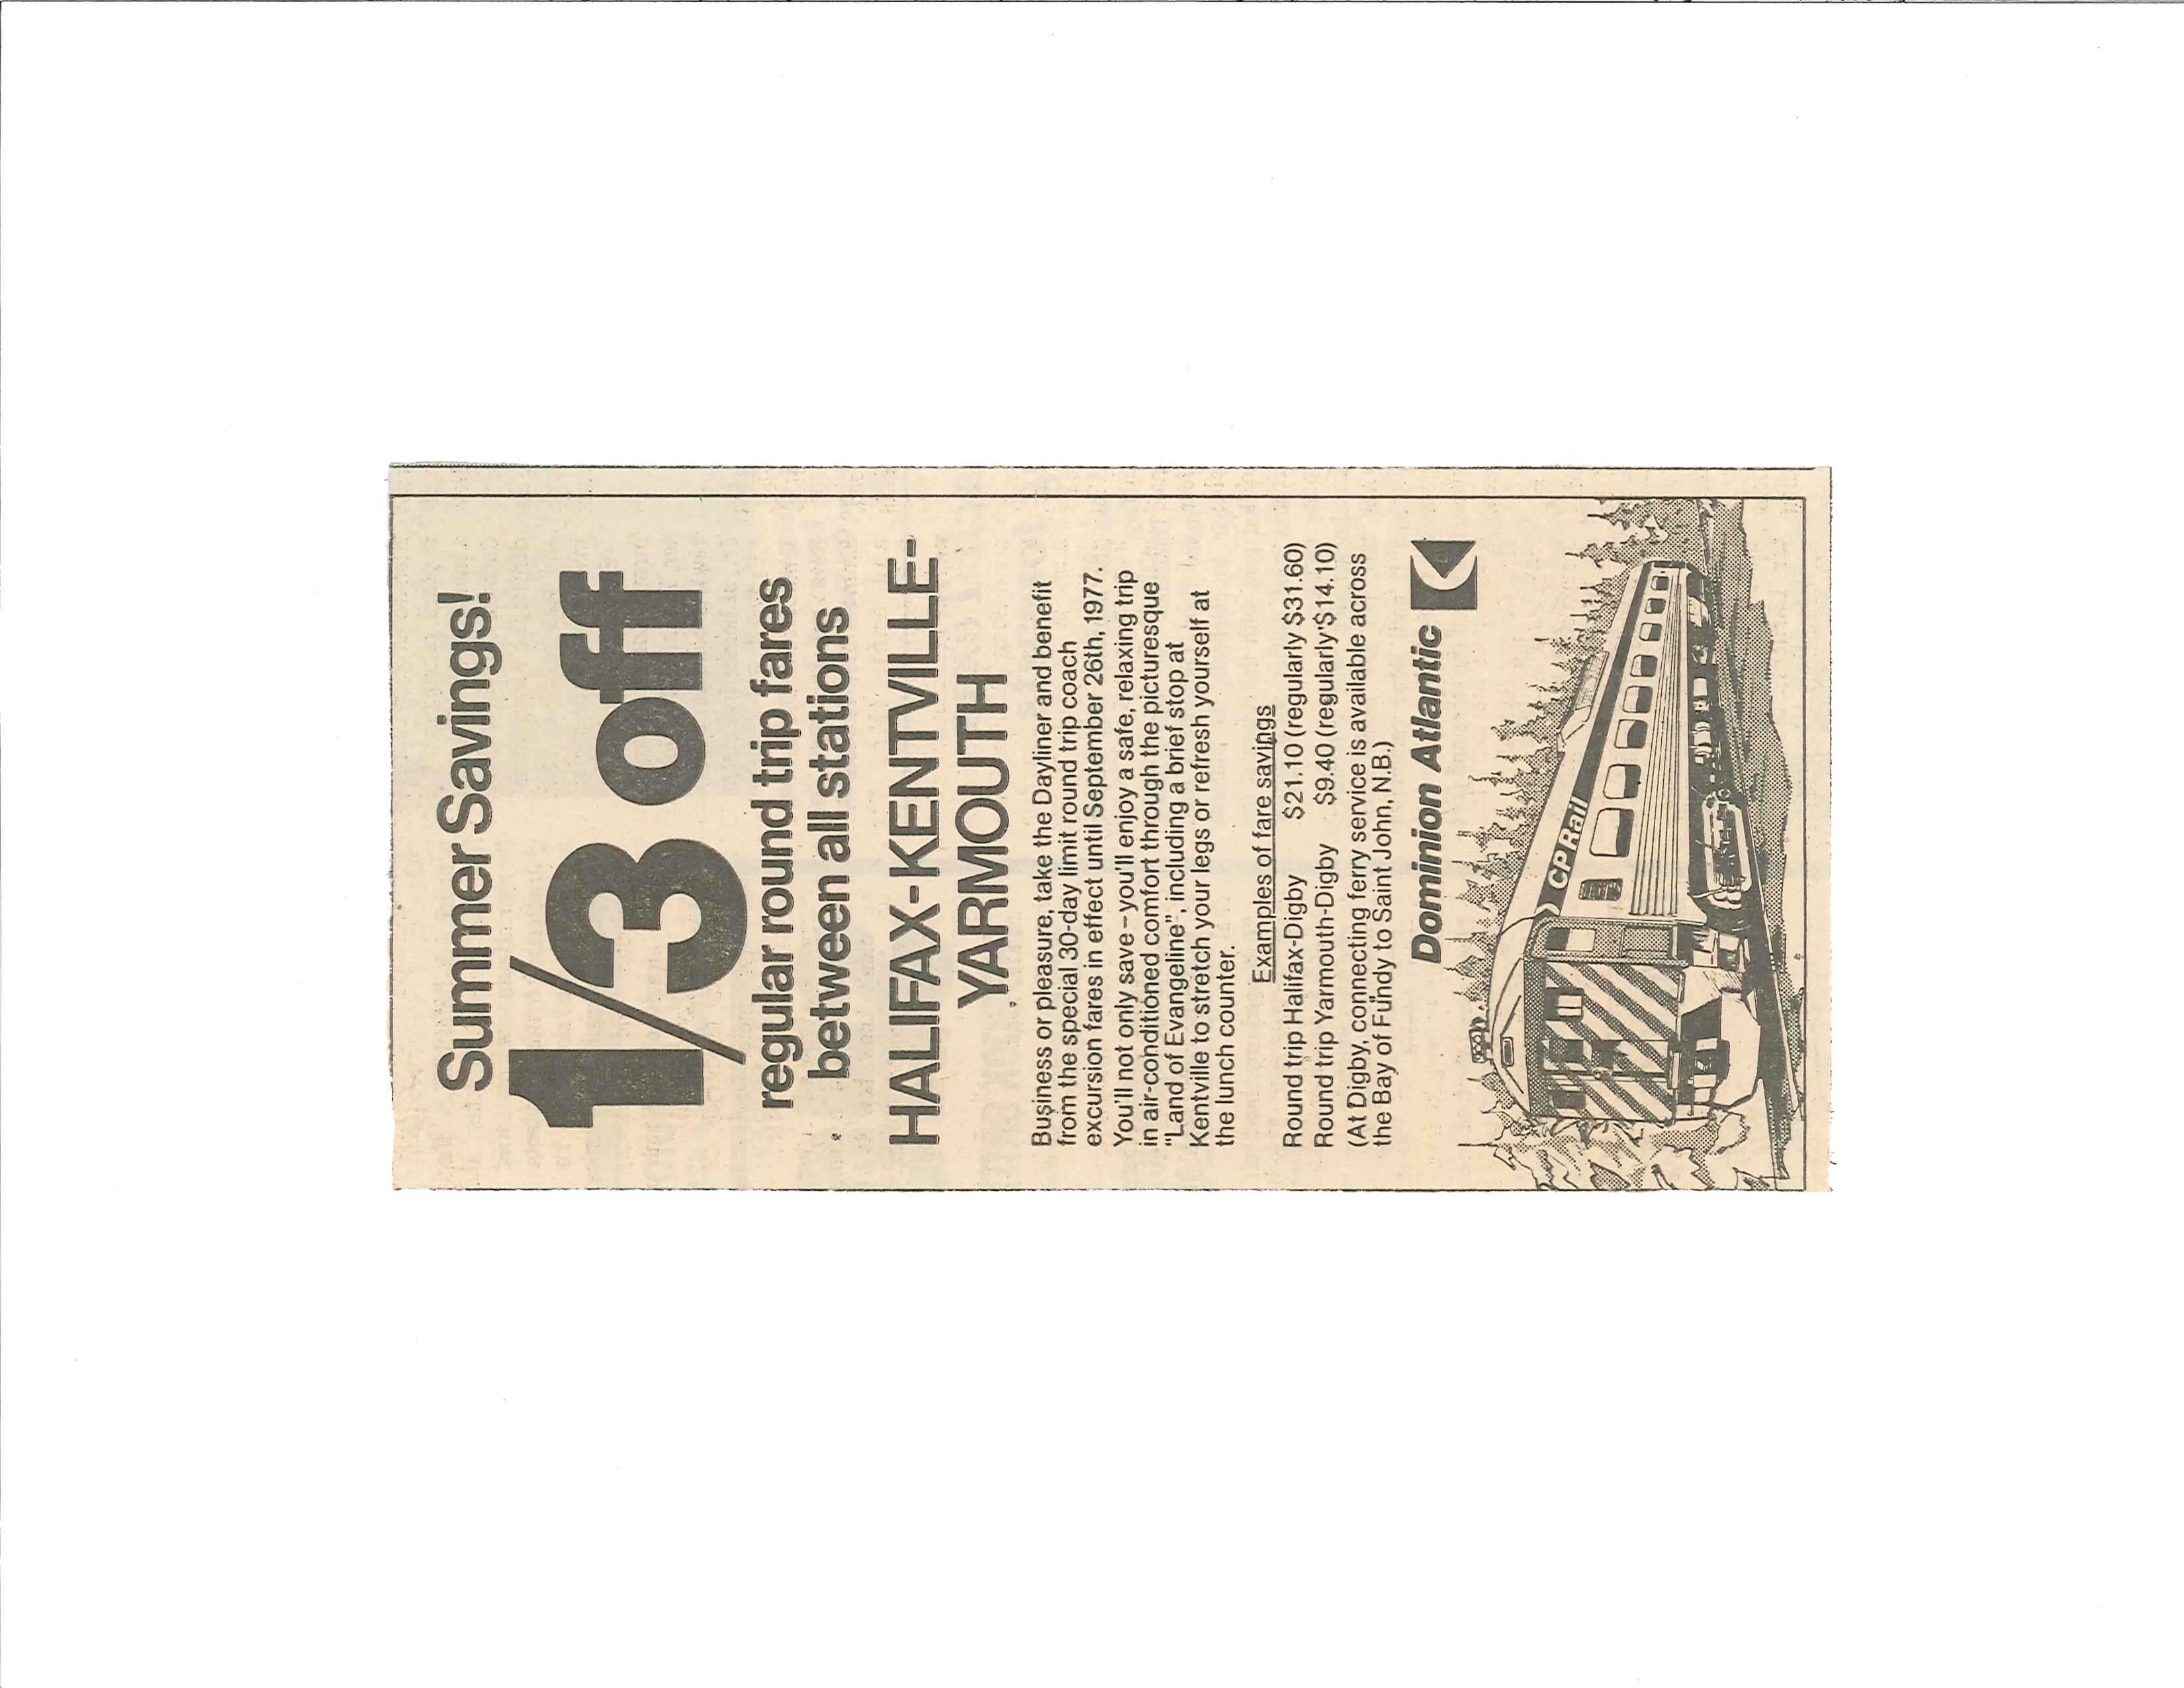 Summer Savings!
1/3 off
regular round trip fares
between all stations
HALIFAX-KENTVILLE-
YARMOUTH
Business or pleasure, take the Dayliner and benefit
from the special 30-day limit round trip coach
excursion fares in effect until September 26th, 1977.
You'll not only save – you'll enjoy a safe, relaxing trip
in air-conditioned comfort through the picturesque
"Land of Evangeline", including a brief stop at
Kentville to stretch your legs or refresh yourself at
the lunch counter.
Examples of fare savings
Round trip Halifax-Digby $21.10 (regularly $31.60)
Round trip Yarmouth-Digby $9.40 (regularly $14.10)
(At Digby, connecting ferry service is available across
the Bay of Fundy to Saint John, N.B.)
Dominion Atlantic
CP Rail